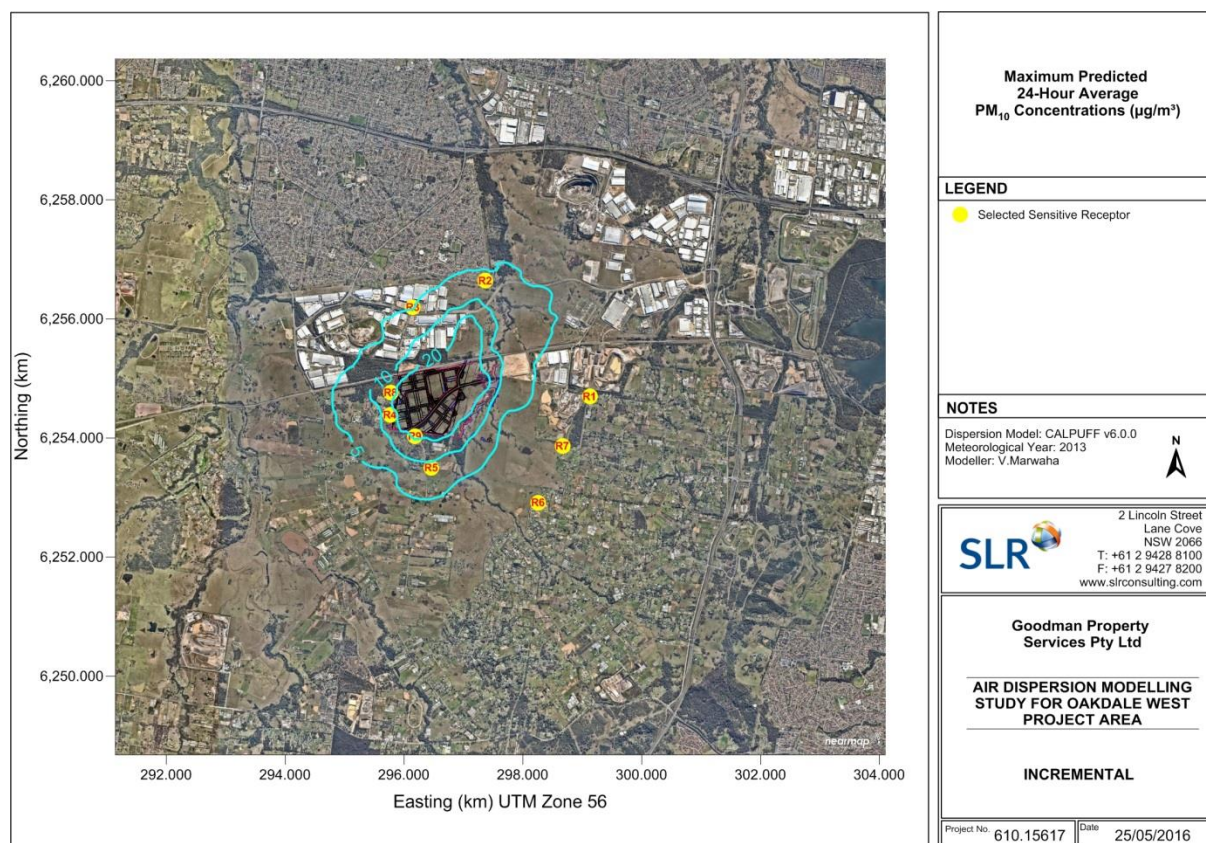 6,260.000
6,258.000
6,256.000
6,254.000
6,252.000
6,250.000
Northing (km)
292.000
294.000
296.000
298.000
300.000
302.000
304.000
Easting (km) UTM Zone 56
R2
R3
20
10
R1
R4
R9
R7
5
R5
R6
nearmap
Maximum Predicted
24-Hour Average
PM₁₀ Concentrations (µg/m³)
LEGEND
Selected Sensitive Receptor
NOTES
Dispersion Model: CALPUFF v6.0.0
Meteorological Year: 2013
Modeller: V.Marwaha
N
SLR
2 Lincoln Street
Lane Cove
NSW 2066
T: +61 2 9428 8100
F: +61 2 9427 8200
www.slrconsulting.com
Goodman Property
Services Pty Ltd
AIR DISPERSION MODELLING
STUDY FOR OAKDALE WEST
PROJECT AREA
INCREMENTAL
Project No. 610.15617
Date 25/05/2016